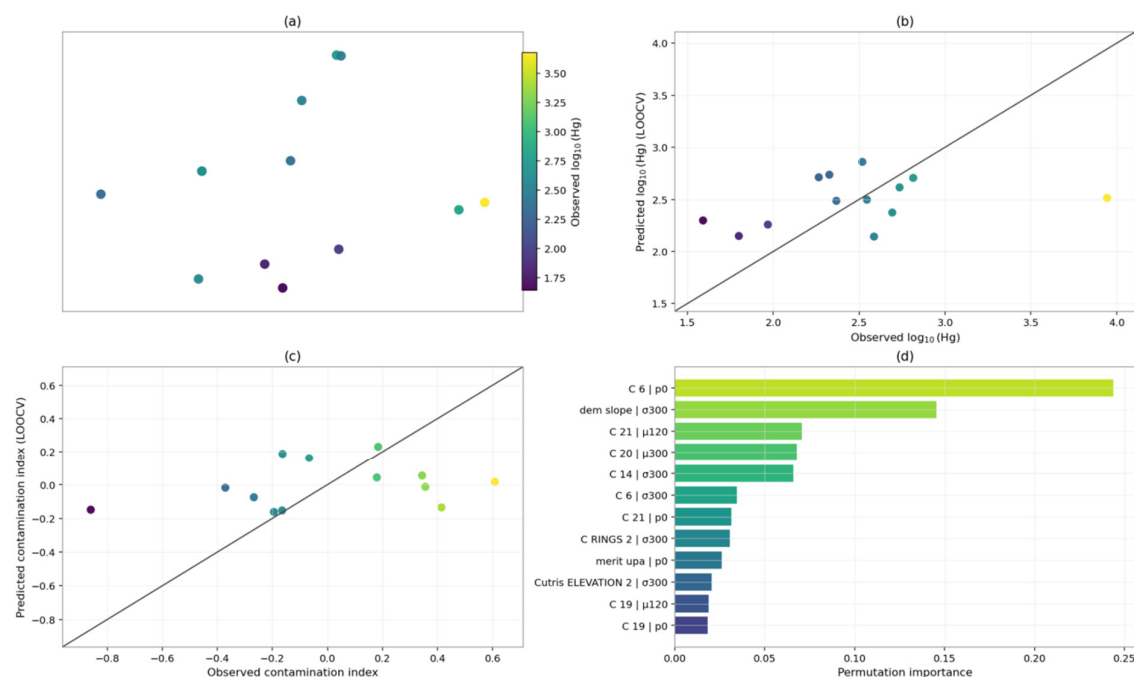 (a)
3.50
3.25
3.00
2.75
2.50
2.25
2.00
1.75
Observed log10(Hg)
(b)
4.0
3.5
3.0
2.5
2.0
1.5
Predicted log10(Hg) (LOOCV)
1.5 2.0 2.5 3.0 3.5 4.0
Observed log10(Hg)
(c)
0.6
0.4
0.2
0.0
−0.2
−0.4
−0.6
−0.8
Predicted contamination index (LOOCV)
−0.8 −0.6 −0.4 −0.2 0.0 0.2 0.4 0.6
Observed contamination index
(d)
C 6 | p0
dem slope | σ300
C 21 | μ120
C 20 | μ300
C 14 | σ300
C 6 | σ300
C 21 | p0
C RINGS 2 | σ300
merit upa | p0
Cutris ELEVATION 2 | σ300
C 19 | μ120
C 19 | p0
0.00 0.05 0.10 0.15 0.20 0.25
Permutation importance